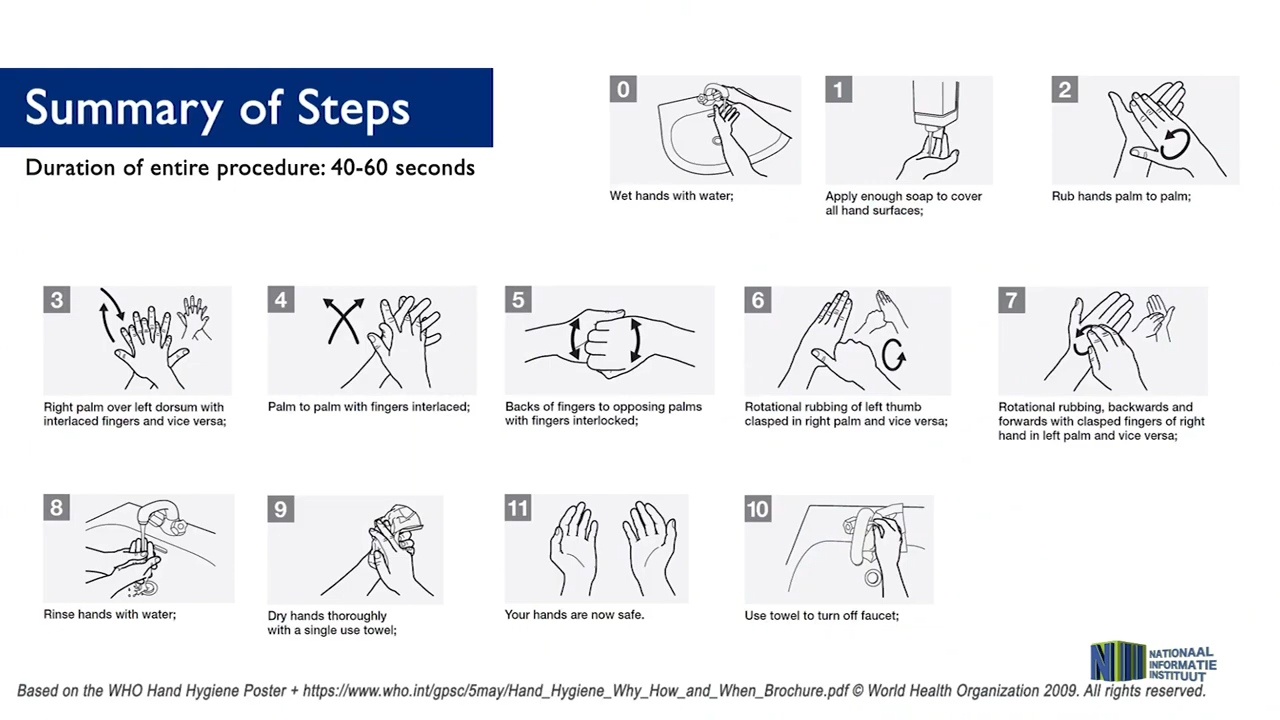 Summary of Steps
Duration of entire procedure: 40-60 seconds
0
Wet hands with water;
1
Apply enough soap to cover
all hand surfaces;
2
Rub hands palm to palm;
3
Right palm over left dorsum with
interlaced fingers and vice versa;
4
Palm to palm with fingers interlaced;
5
Backs of fingers to opposing palms
with fingers interlocked;
6
Rotational rubbing of left thumb
clasped in right palm and vice versa;
7
Rotational rubbing, backwards and
forwards with clasped fingers of right
hand in left palm and vice versa;
8
Rinse hands with water;
9
Dry hands thoroughly
with a single use towel;
11
Your hands are now safe.
10
Use towel to turn off faucet;
NII
NATIONAAL
INFORMATIE
INSTITUUT
Based on the WHO Hand Hygiene Poster + https://www.who.int/gpsc/5may/Hand_Hygiene_Why_How_and_When_Brochure.pdf © World Health Organization 2009. All rights reserved.